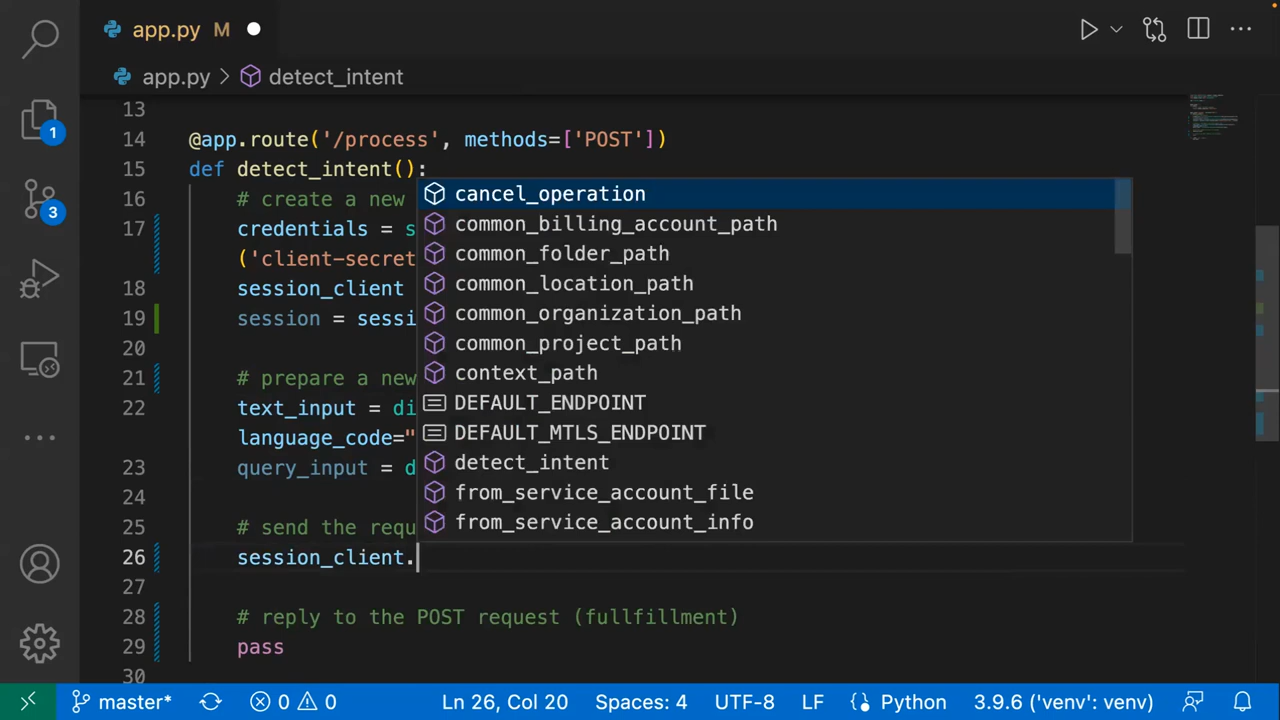 app.py M
app.py > detect_intent
13
14 @app.route('/process', methods=['POST'])
15 def detect_intent():
16 # create a new
17 credentials = s
('client-secret
18 session_client
19 session = sessi
20
21 # prepare a new
22 text_input = di
language_code="
23 query_input = d
24
25 # send the requ
26 session_client.
27
28 # reply to the POST request (fullfillment)
29 pass
30
cancel_operation
common_billing_account_path
common_folder_path
common_location_path
common_organization_path
common_project_path
context_path
DEFAULT_ENDPOINT
DEFAULT_MTLS_ENDPOINT
detect_intent
from_service_account_file
from_service_account_info
1
3
master* 0 0 Ln 26, Col 20 Spaces: 4 UTF-8 LF Python 3.9.6 ('venv': venv)